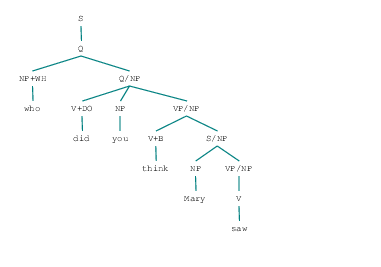 S
Q
NP+WH Q/NP
who V+DO NP VP/NP
did you V+B S/NP
think NP VP/NP
Mary V
saw